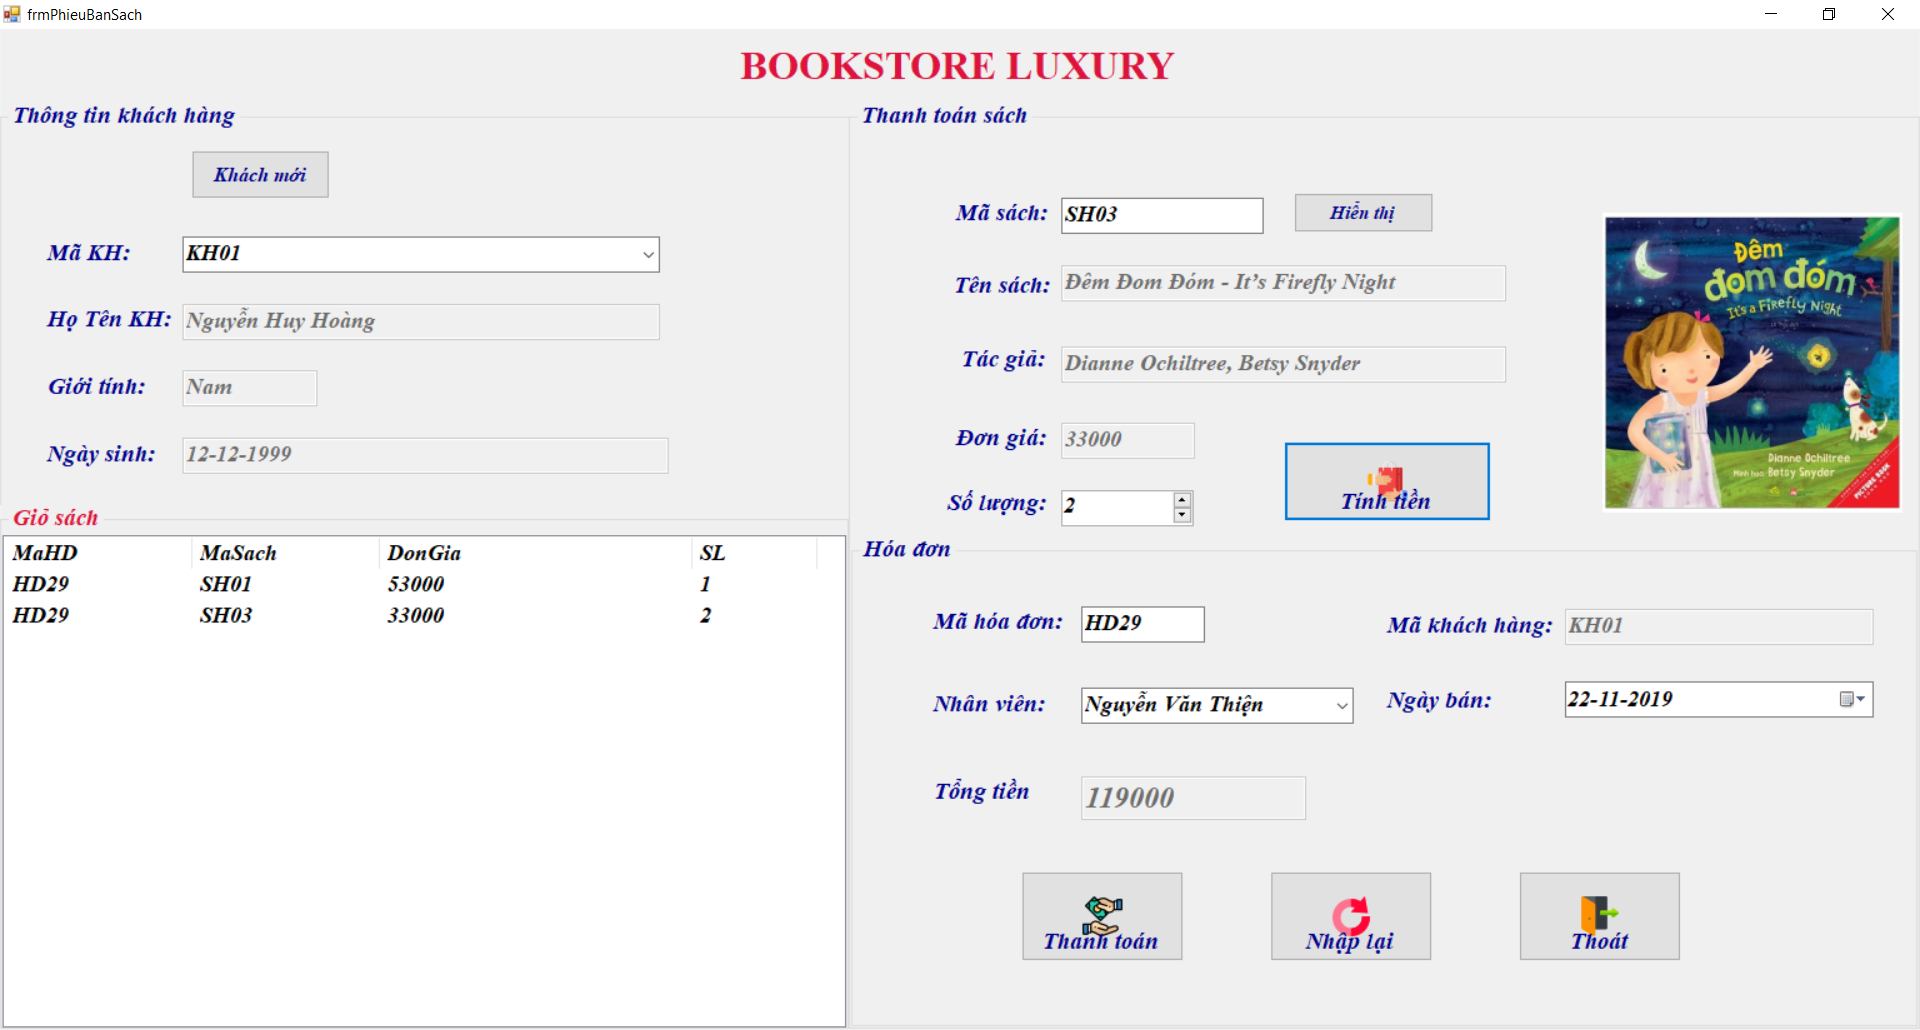 frmPhieuBanSach
BOOKSTORE LUXURY
Thông tin khách hàng
Khách mới
Mã KH: KH01
Họ Tên KH: Nguyễn Huy Hoàng
Giới tính: Nam
Ngày sinh: 12-12-1999
Giỏ sách
MaHD MaSach DonGia SL
HD29 SH01 53000 1
HD29 SH03 33000 2
Thanh toán sách
Mã sách: SH03 Hiển thị
Tên sách: Đêm Đom Đóm - It’s Firefly Night
Tác giả: Dianne Ochiltree, Betsy Snyder
Đơn giá: 33000
Số lượng: 2
Tính tiền
Đêm
đom đóm
It's a Firefly Night
Dianne Ochiltree
Minh họa: Betsy Snyder
PICTURE BOOK
Hóa đơn
Mã hóa đơn: HD29 Mã khách hàng: KH01
Nhân viên: Nguyễn Văn Thiện Ngày bán: 22-11-2019
Tổng tiền 119000
Thanh toán Nhập lại Thoát